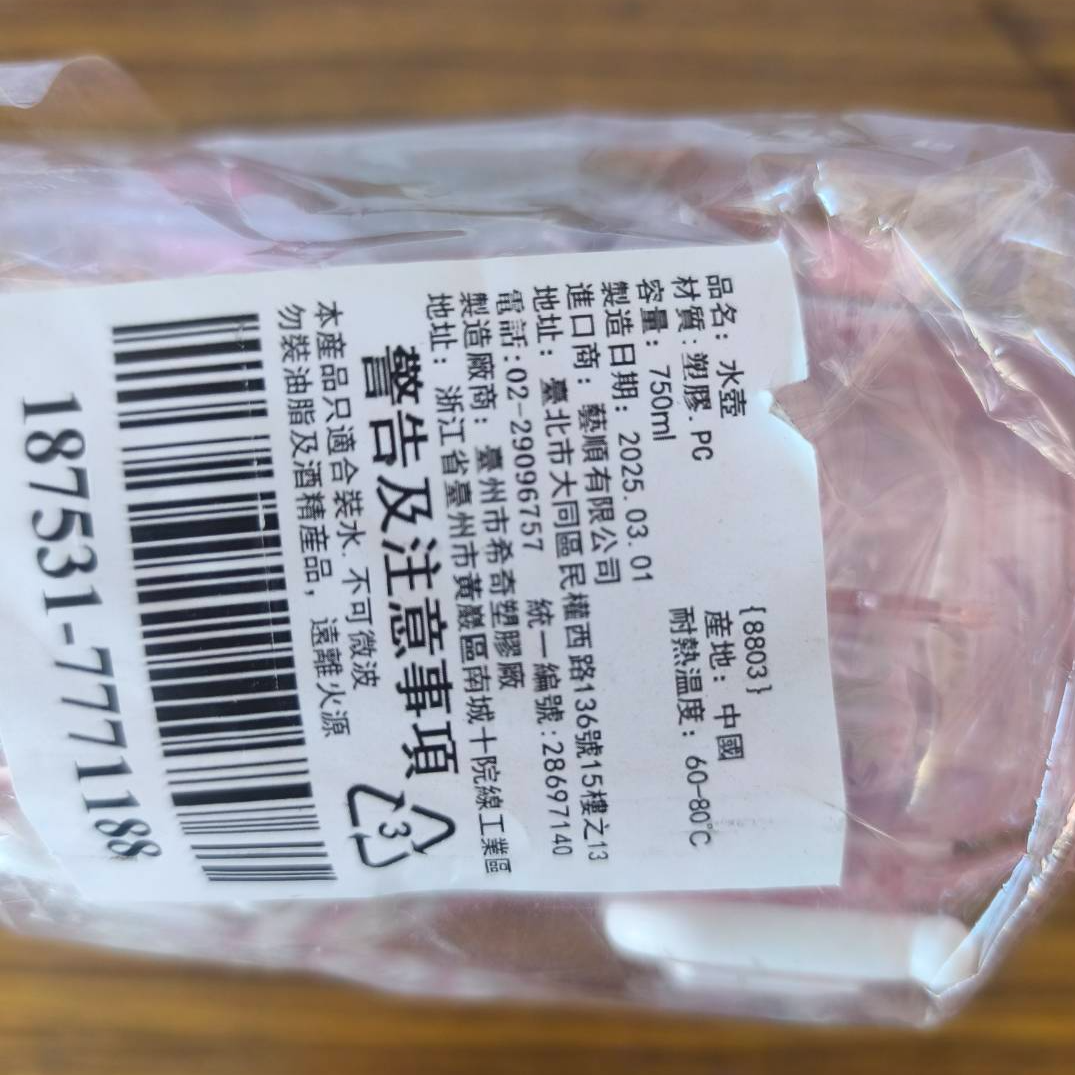 {8803}
品名: 水壺 產地: 中國
材質:塑膠.PC 耐熱溫度: 60-80℃
容量: 750ml
製造日期: 2025.03.01
進口商: 藝順有限公司
地址: 臺北市大同區民權西路136號15樓之13
電話:02-29096757 統一編號:28697140
製造廠商: 臺州市希奇塑膠廠
地址: 浙江省臺州市黃巖區南城十院線工業區
警告及注意事項
3
本產品只適合裝水.不可微波
勿裝油脂及酒精産品, 遠離火源
187531-7771188